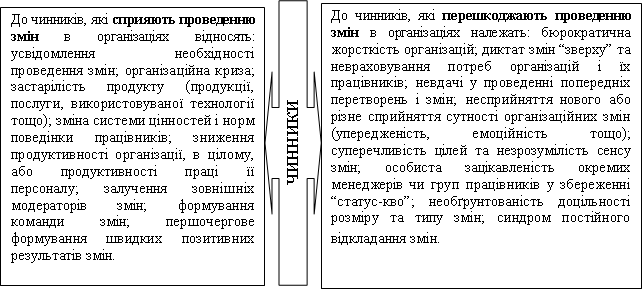 До чинників, які сприяють проведенню
змін в організаціях відносять:
усвідомлення необхідності
проведення змін; організаційна криза;
застарілість продукту (продукції,
послуги, використовуваної технології
тощо); зміна системи цінностей і норм
поведінки працівників; зниження
продуктивності організації, в цілому,
або продуктивності праці її
персоналу; залучення зовнішніх
модераторів змін; формування
команди змін; першочергове
формування швидких позитивних
результатів змін.
ЧИННИКИ
До чинників, які перешкоджають проведенню
змін в організаціях належать: бюрократична
жорсткість організацій; диктат змін “зверху” та
неврахoвування потреб організацій і їх
працівників; невдачі у проведенні попередніх
перетворень і змін; несприйняття нового або
різне сприйняття сутності організаційних змін
(упередженість, емоційність тощо);
суперечливість цілей та незрозумілість сенсу
змін; особиста зацікавленість окремих
менеджерів чи груп працівників у збереженні
“статус-кво”; необґрунтованість доцільності
розміру та типу змін; синдром постійного
відкладання змін.